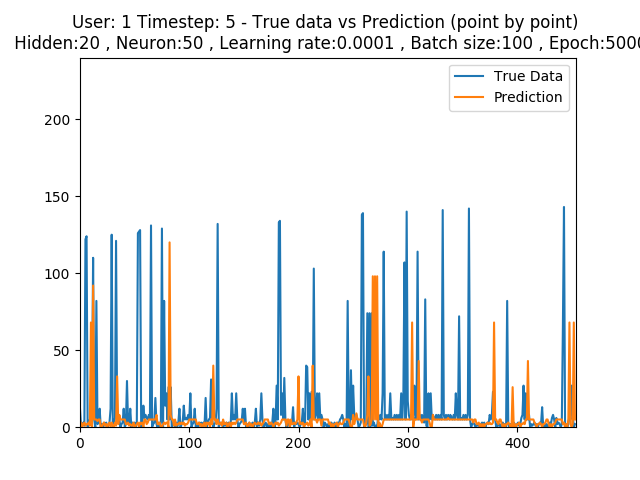 User: 1 Timestep: 5 - True data vs Prediction (point by point)
Hidden:20 , Neuron:50 , Learning rate:0.0001 , Batch size:100 , Epoch:5000
True Data
Prediction
200
150
100
50
0
0 100 200 300 400